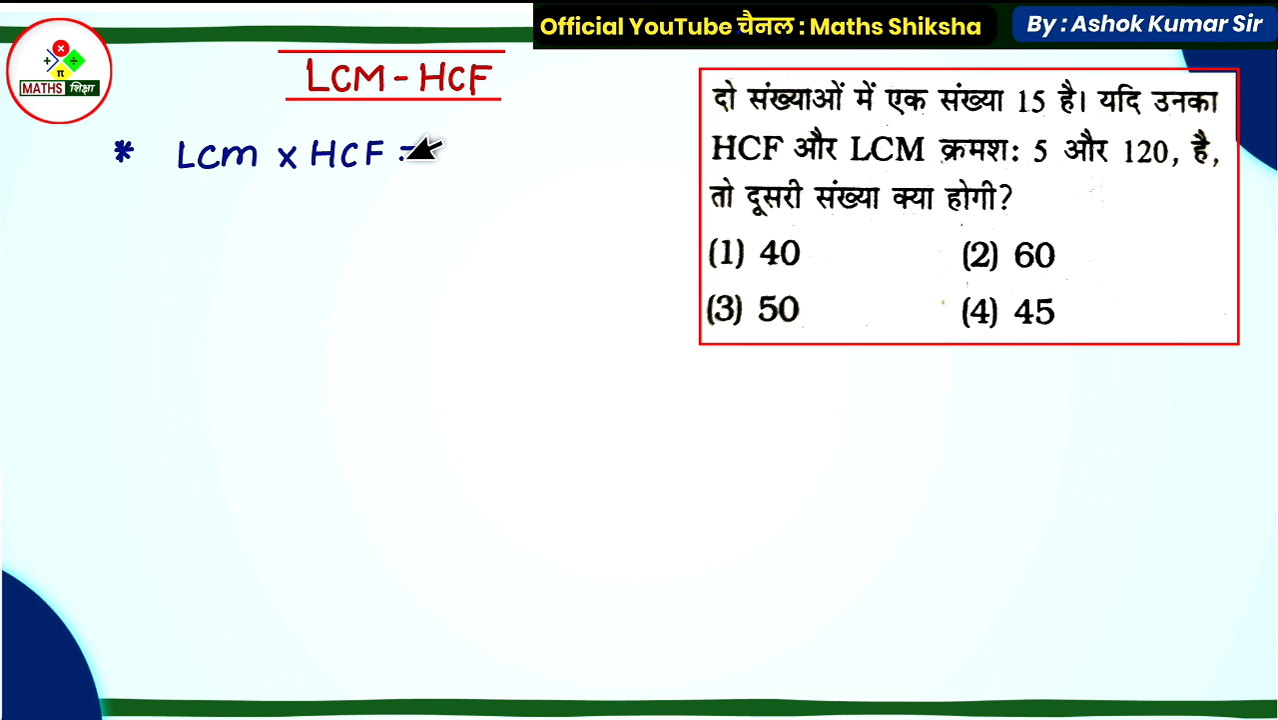 Official YouTube चैनल : Maths Shiksha
By : Ashok Kumar Sir
MATHS शिक्षा
LCM - HCF
* LCM x HCF =
दो संख्याओं में एक संख्या 15 है। यदि उनका
HCF और LCM क्रमश: 5 और 120, है,
तो दूसरी संख्या क्या होगी?
(1) 40 (2) 60
(3) 50 (4) 45